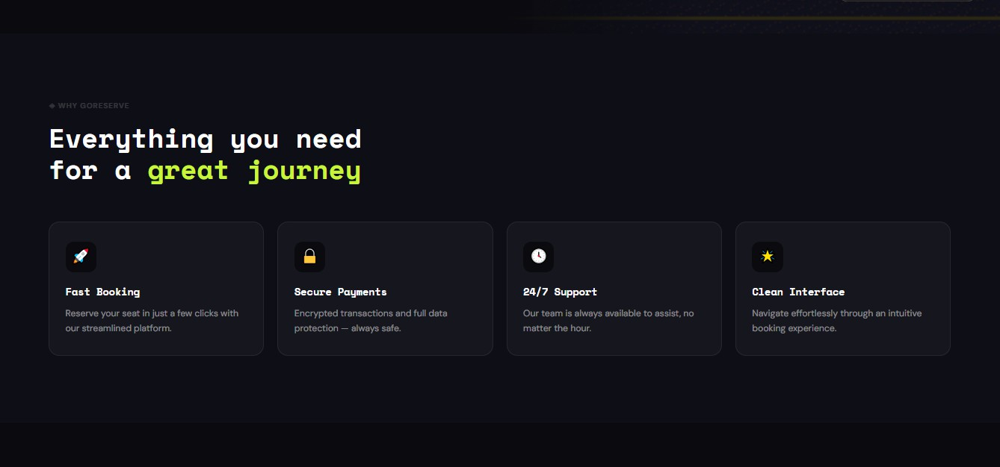 ◆ WHY GORESERVE
Everything you need
for a great journey
Fast Booking
Reserve your seat in just a few clicks with
our streamlined platform.
Secure Payments
Encrypted transactions and full data
protection — always safe.
24/7 Support
Our team is always available to assist, no
matter the hour.
Clean Interface
Navigate effortlessly through an intuitive
booking experience.